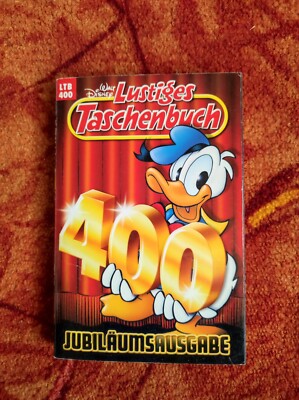 LTB
400
WALT
DISNEY
Lustiges
Taschenbuch
400
JUBILÄUMSAUSGABE